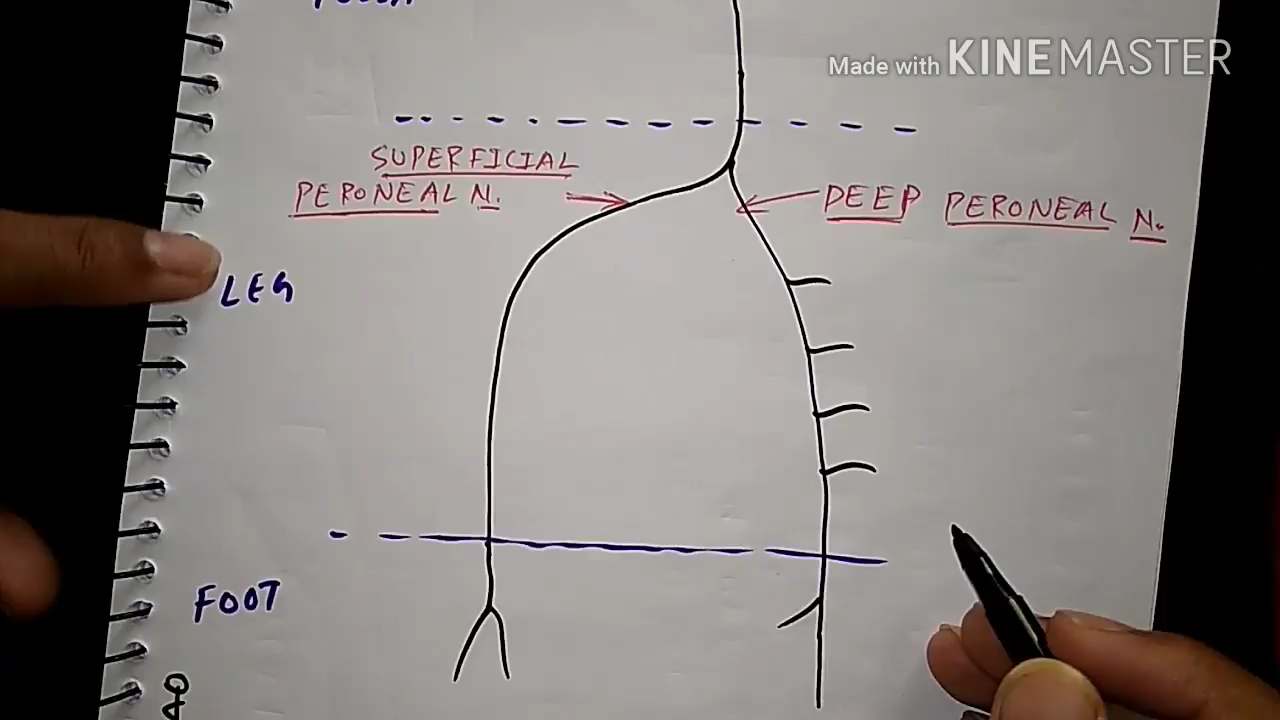 Made with KINEMASTER
SUPERFICIAL
PERONEAL N.
DEEP PERONEAL N.
LEG
FOOT